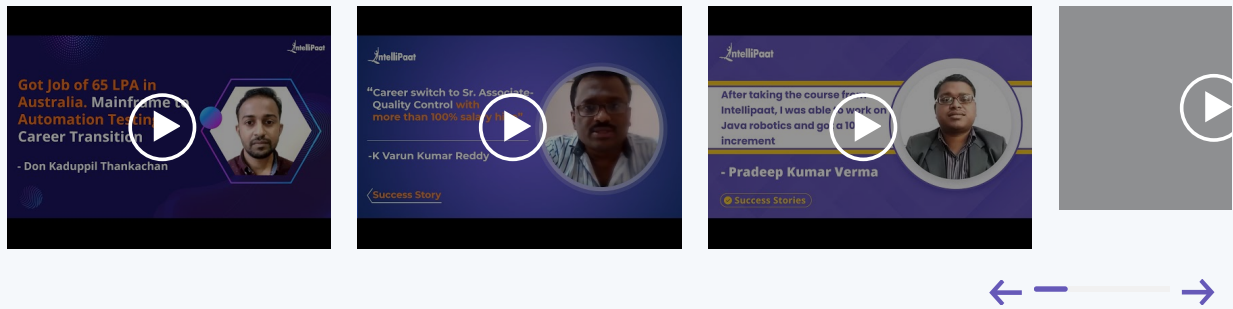 IntelliPaat
Got Job of 65 LPA in
Australia. Mainframe to
Automation Testing
Career Transition
- Don Kaduppil Thankachan
IntelliPaat
“Career switch to Sr. Associate-
Quality Control with
more than 100% salary
-K Varun Kumar Reddy
Success Story
IntelliPaat
After taking the course from
Intellipaat, I was able to work on
Java robotics and got a
increment
- Pradeep Kumar Verma
Success Stories